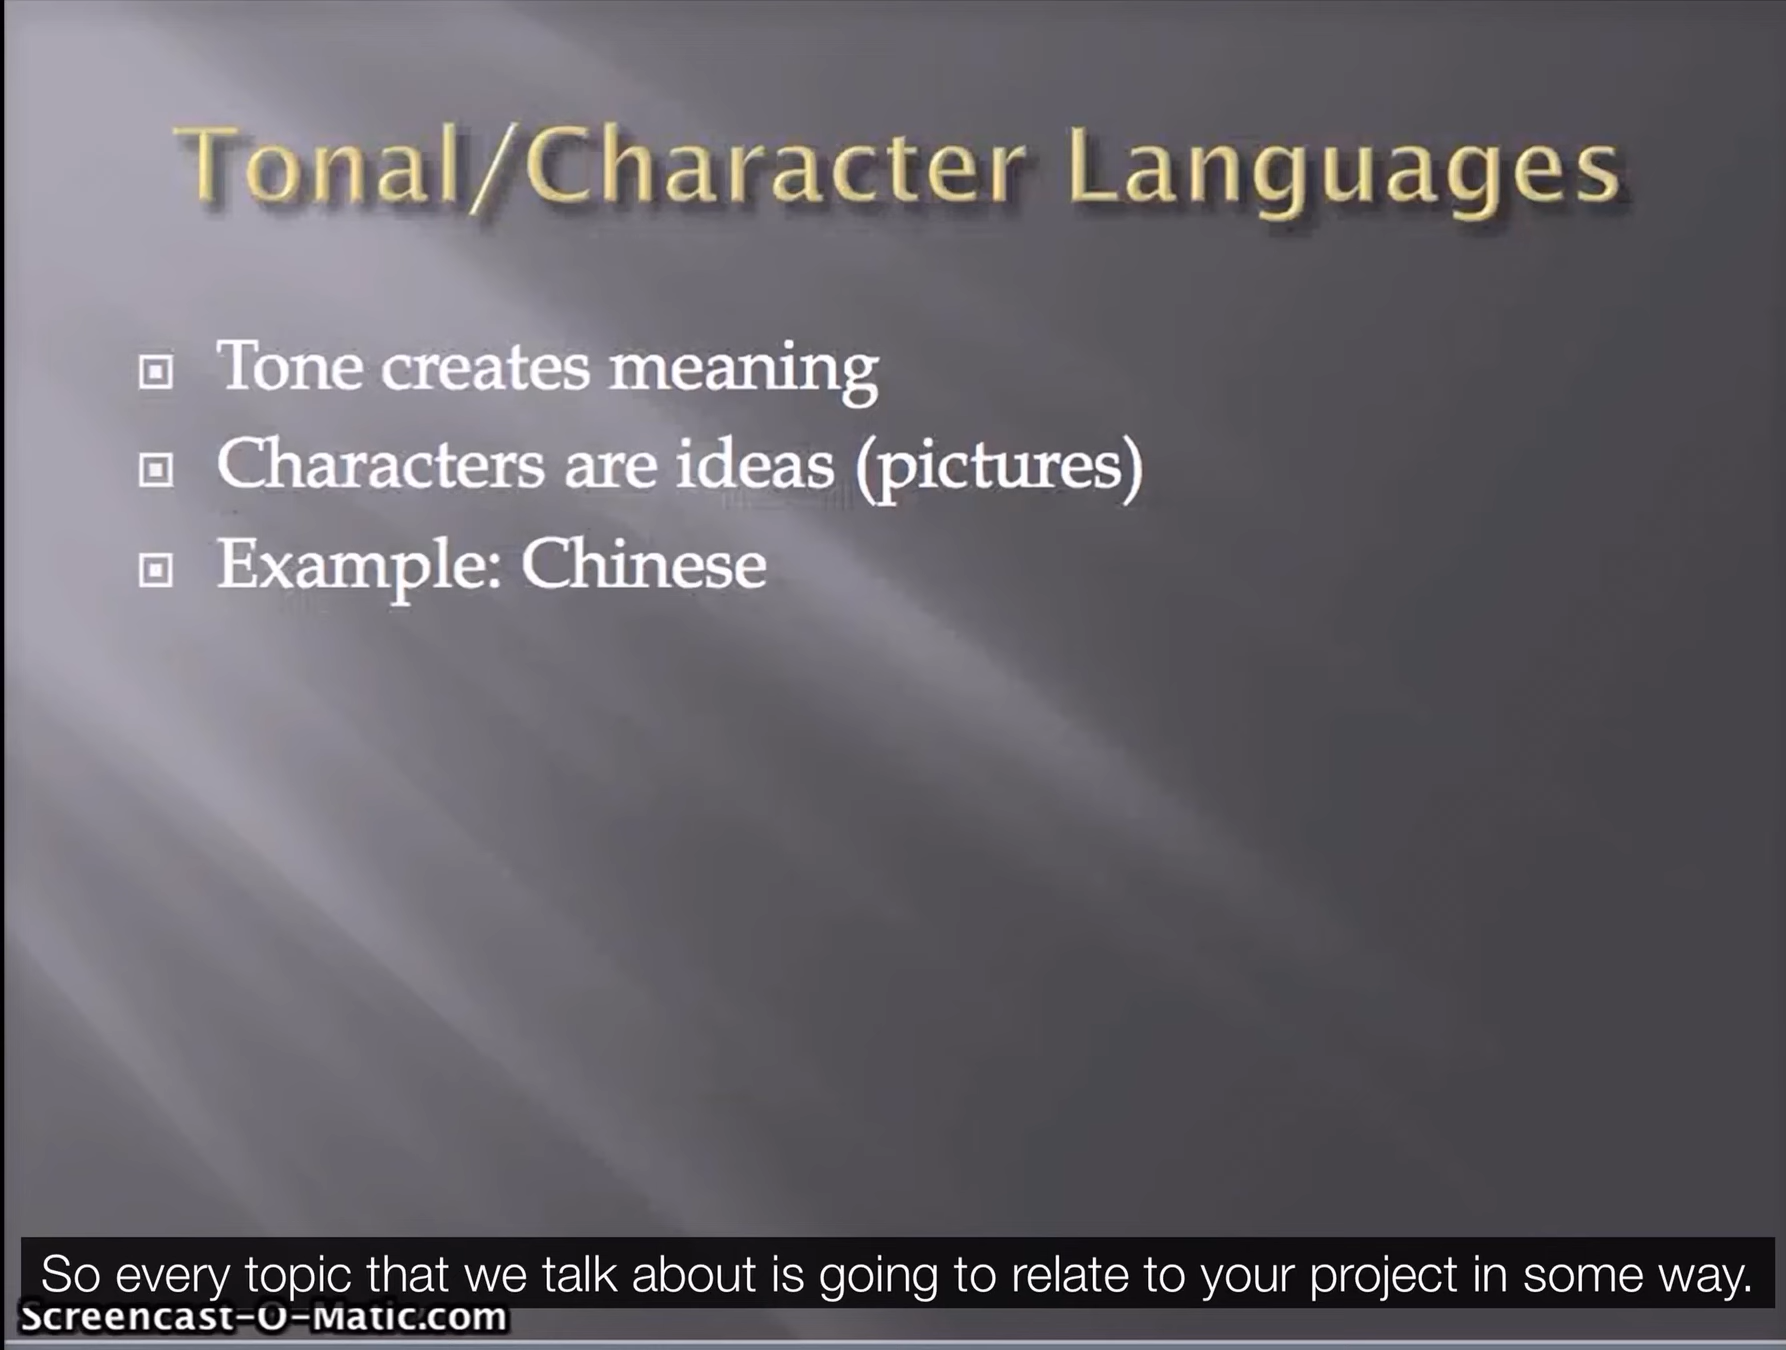 Tonal/Character Languages
Tone creates meaning
Characters are ideas (pictures)
Example: Chinese
So every topic that we talk about is going to relate to your project in some way.
Screencast-O-Matic.com